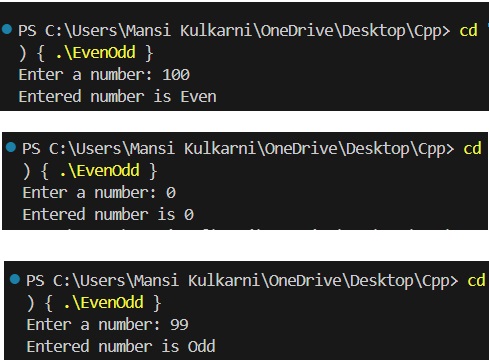 PS C:\Users\Mansi Kulkarni\OneDrive\Desktop\Cpp> cd
) { .\EvenOdd }
Enter a number: 100
Entered number is Even
PS C:\Users\Mansi Kulkarni\OneDrive\Desktop\Cpp> cd
) { .\EvenOdd }
Enter a number: 0
Entered number is 0
PS C:\Users\Mansi Kulkarni\OneDrive\Desktop\Cpp> cd
) { .\EvenOdd }
Enter a number: 99
Entered number is Odd